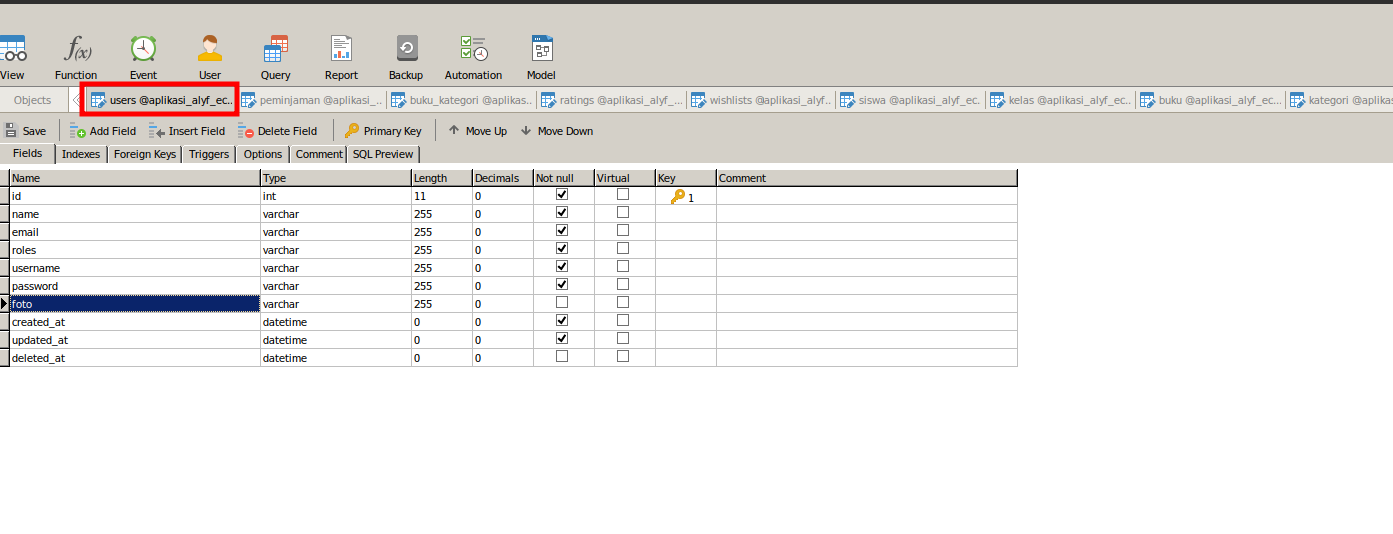 View Function Event User Query Report Backup Automation Model
Objects users @aplikasi_alyf_ec.. peminjaman @aplikasi_.. buku_kategori @aplikas.. ratings @aplikasi_alyf_... wishlists @aplikasi_alyf.. siswa @aplikasi_alyf_ec.. kelas @aplikasi_alyf_ec.. buku @aplikasi_alyf_ec... kategori @aplikas
Save Add Field Insert Field Delete Field Primary Key Move Up Move Down
Fields Indexes Foreign Keys Triggers Options Comment SQL Preview
Name Type Length Decimals Not null Virtual Key Comment
id int 11 0 1
name varchar 255 0
email varchar 255 0
roles varchar 255 0
username varchar 255 0
password varchar 255 0
foto varchar 255 0
created_at datetime 0 0
updated_at datetime 0 0
deleted_at datetime 0 0